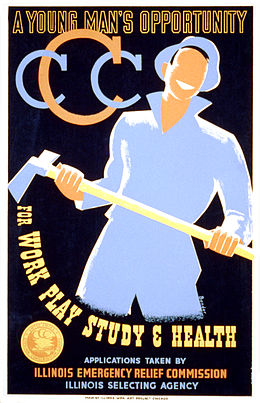 A YOUNG MAN'S OPPORTUNITY
CCC
FOR WORK PLAY STUDY & HEALTH
APPLICATIONS TAKEN BY
ILLINOIS EMERGENCY RELIEF COMMISSION
ILLINOIS SELECTING AGENCY